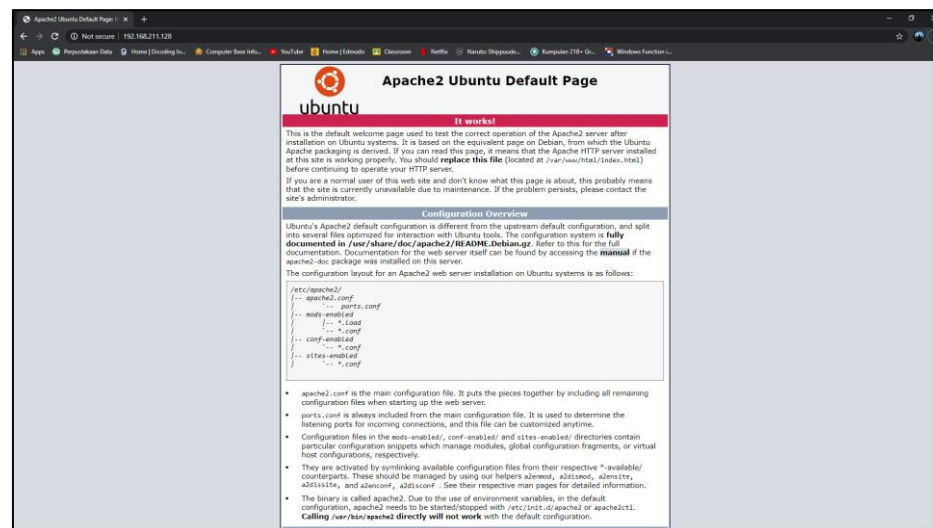 Apache2 Ubuntu Default Page: It
Not secure | 192.168.211.128
Apps Perpustakaan Data Home | Dicoding In... Computer Base Info... YouTube Home | Edmodo Classroom Netflix Naruto: Shippuude... Kumpulan 218+ Gr... Windows Function i...
ubuntu
Apache2 Ubuntu Default Page
It works!
This is the default welcome page used to test the correct operation of the Apache2 server after
installation on Ubuntu systems. It is based on the equivalent page on Debian, from which the Ubuntu
Apache packaging is derived. If you can read this page, it means that the Apache HTTP server installed
at this site is working properly. You should replace this file (located at /var/www/html/index.html)
before continuing to operate your HTTP server.
If you are a normal user of this web site and don't know what this page is about, this probably means
that the site is currently unavailable due to maintenance. If the problem persists, please contact the
site's administrator.
Configuration Overview
Ubuntu's Apache2 default configuration is different from the upstream default configuration, and split
into several files optimized for interaction with Ubuntu tools. The configuration system is fully
documented in /usr/share/doc/apache2/README.Debian.gz. Refer to this for the full
documentation. Documentation for the web server itself can be found by accessing the manual if the
apache2-doc package was installed on this server.
The configuration layout for an Apache2 web server installation on Ubuntu systems is as follows:
/etc/apache2/
|-- apache2.conf
|       `--  ports.conf
|-- mods-enabled
|       |-- *.load
|       `-- *.conf
|-- conf-enabled
|       `-- *.conf
|-- sites-enabled
|       `-- *.conf
• apache2.conf is the main configuration file. It puts the pieces together by including all remaining
configuration files when starting up the web server.
• ports.conf is always included from the main configuration file. It is used to determine the
listening ports for incoming connections, and this file can be customized anytime.
• Configuration files in the mods-enabled/, conf-enabled/ and sites-enabled/ directories contain
particular configuration snippets which manage modules, global configuration fragments, or virtual
host configurations, respectively.
• They are activated by symlinking available configuration files from their respective *-available/
counterparts. These should be managed by using our helpers a2enmod, a2dismod, a2ensite,
a2dissite, and a2enconf, a2disconf . See their respective man pages for detailed information.
• The binary is called apache2. Due to the use of environment variables, in the default
configuration, apache2 needs to be started/stopped with /etc/init.d/apache2 or apache2ctl.
Calling /usr/bin/apache2 directly will not work with the default configuration.